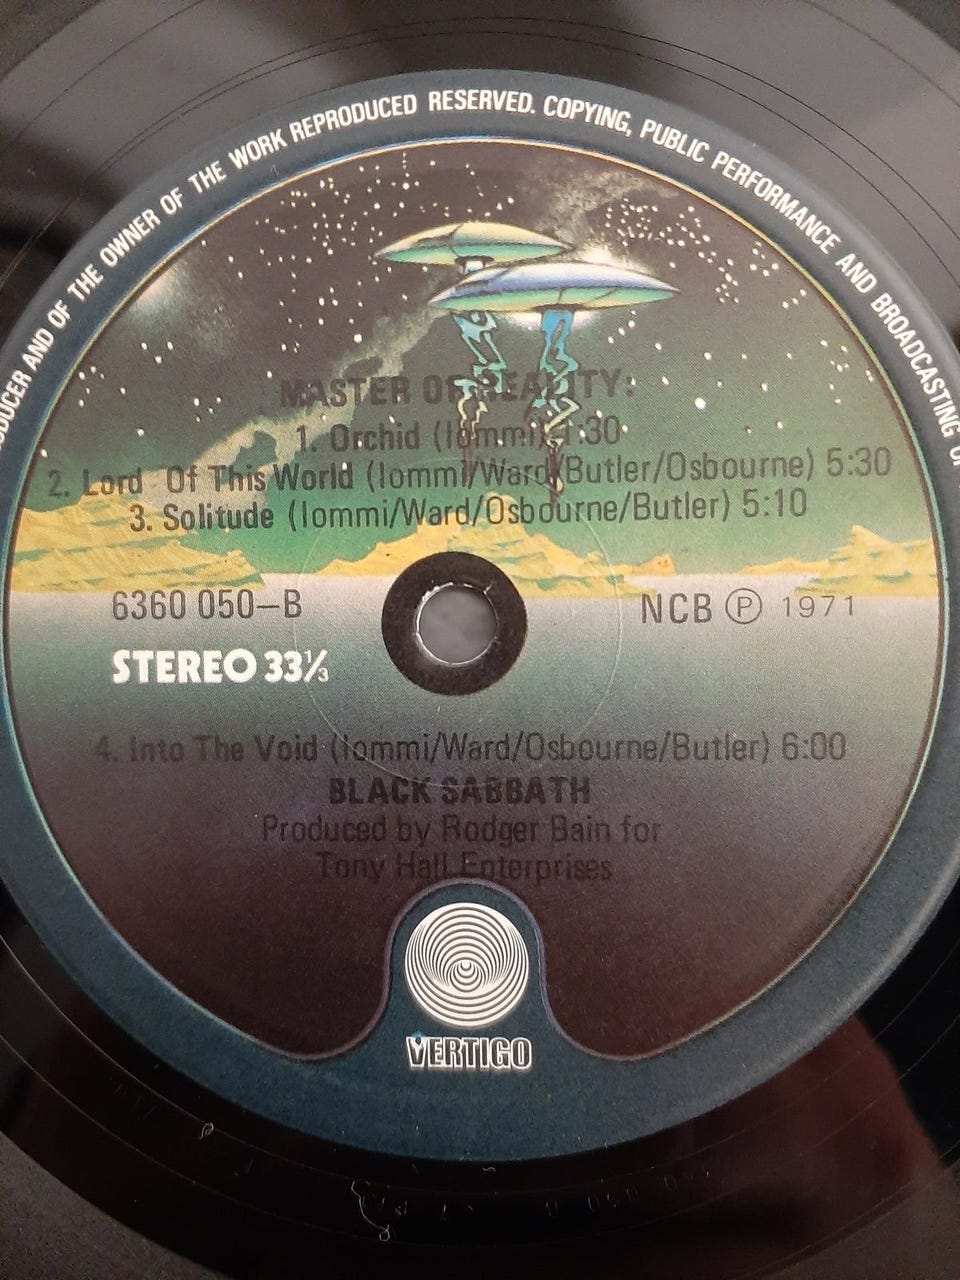 ODUCER AND OF THE OWNER OF THE WORK REPRODUCED RESERVED. COPYING, PUBLIC PERFORMANCE AND BROADCASTING OF
MASTER OF REALITY:
1. Orchid (Iommi) 1:30
2. Lord Of This World (Iommi/Ward/Butler/Osbourne) 5:30
3. Solitude (Iommi/Ward/Osbourne/Butler) 5:10
6360 050–B
NCB Ⓟ 1971
STEREO 33⅓
4. Into The Void (Iommi/Ward/Osbourne/Butler) 6:00
BLACK SABBATH
Produced by Rodger Bain for
Tony Hall Enterprises
VERTIGO